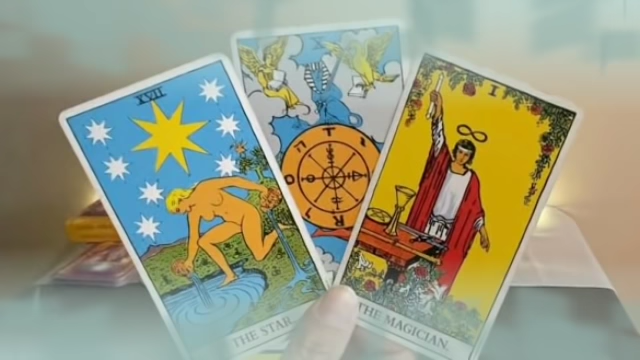 XVII
THE STAR
X
I
THE MAGICIAN.